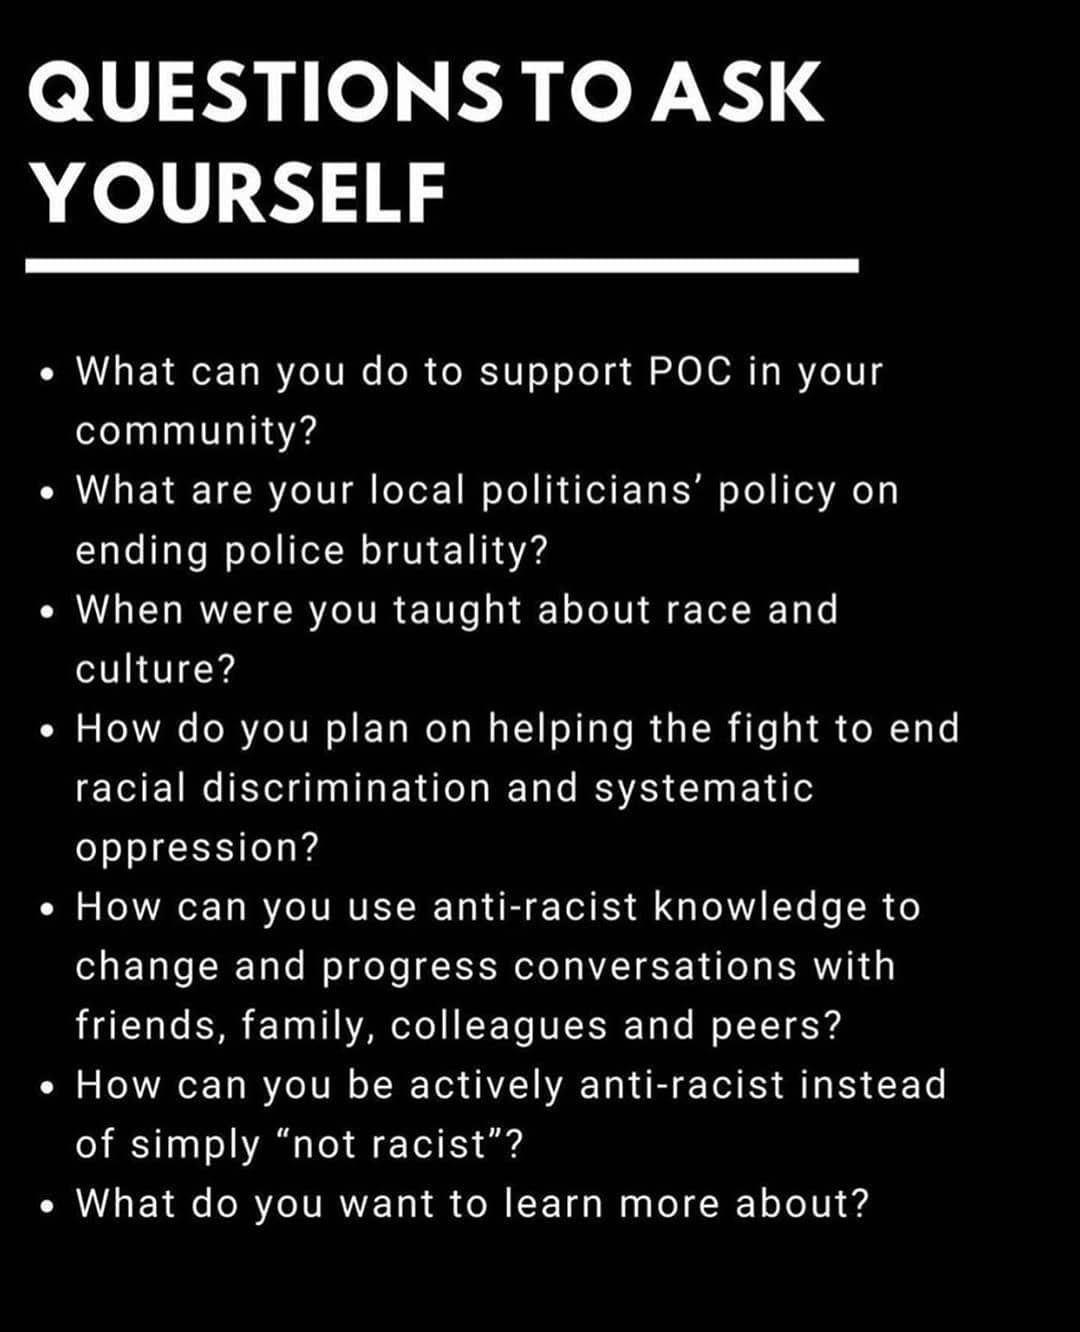 QUESTIONS TO ASK
YOURSELF
• What can you do to support POC in your
community?
• What are your local politicians’ policy on
ending police brutality?
• When were you taught about race and
culture?
• How do you plan on helping the fight to end
racial discrimination and systematic
oppression?
• How can you use anti-racist knowledge to
change and progress conversations with
friends, family, colleagues and peers?
• How can you be actively anti-racist instead
of simply “not racist”?
• What do you want to learn more about?